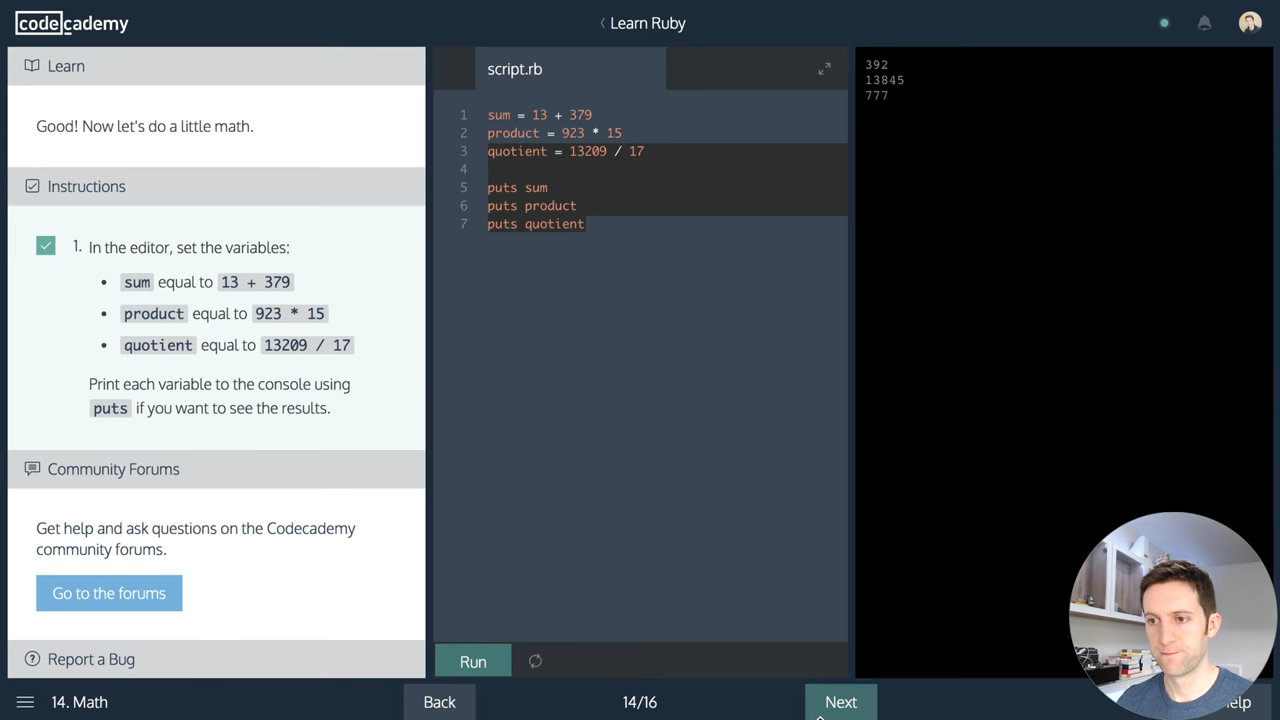 codecademy
Learn Ruby
Learn
Good! Now let's do a little math.
Instructions
1. In the editor, set the variables:
• sum equal to 13 + 379
• product equal to 923 * 15
• quotient equal to 13209 / 17
Print each variable to the console using
puts if you want to see the results.
Community Forums
Get help and ask questions on the Codecademy
community forums.
Go to the forums
Report a Bug
script.rb
1 sum = 13 + 379
2 product = 923 * 15
3 quotient = 13209 / 17
4
5 puts sum
6 puts product
7 puts quotient
Run
392
13845
777
14. Math
Back
14/16
Next
elp